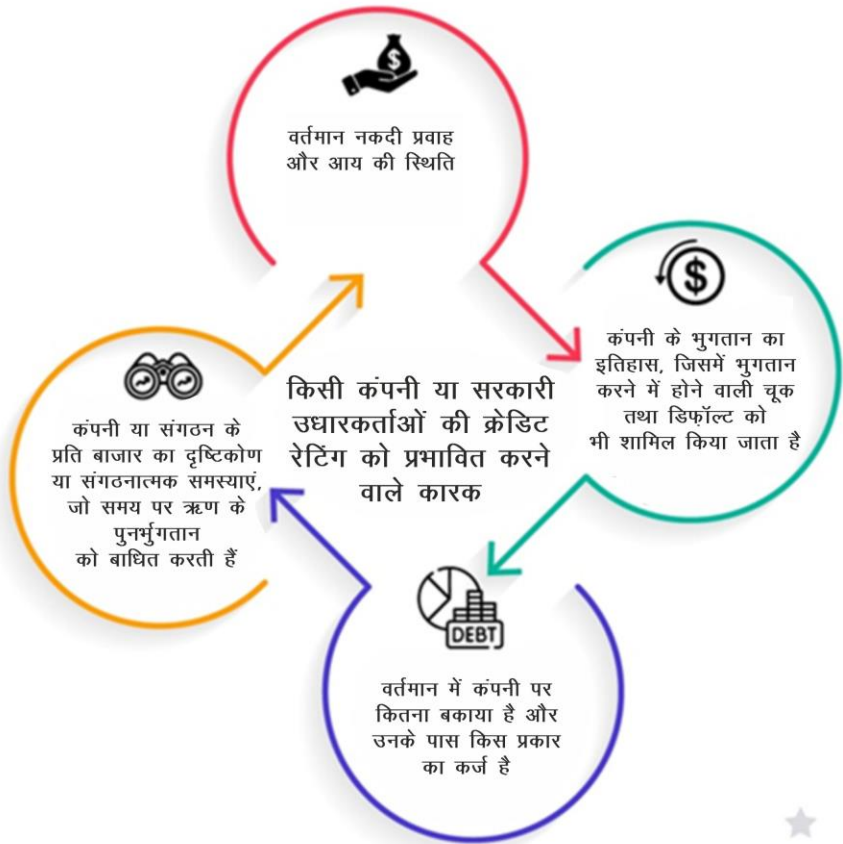 वर्तमान नकदी प्रवाह
और आय की स्थिति
कंपनी के भुगतान का
इतिहास, जिसमें भुगतान
करने में होने वाली चूक
तथा डिफ़ॉल्ट को
भी शामिल किया जाता है
किसी कंपनी या सरकारी
उधारकर्ताओं की क्रेडिट
रेटिंग को प्रभावित करने
वाले कारक
कंपनी या संगठन के
प्रति बाजार का दृष्टिकोण
या संगठनात्मक समस्याएं,
जो समय पर ऋण के
पुनर्भुगतान
को बाधित करती हैं
DEBT
वर्तमान में कंपनी पर
कितना बकाया है और
उनके पास किस प्रकार
का कर्ज है